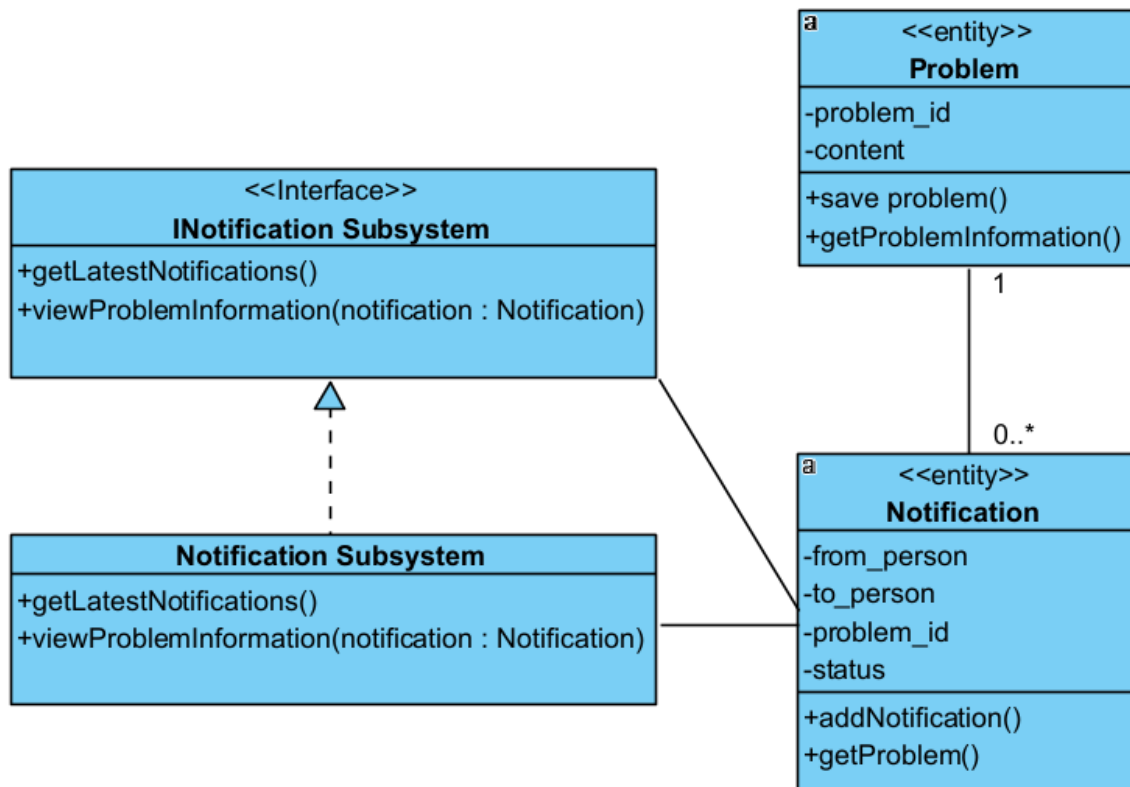 a
<<entity>>
Problem
-problem_id
-content
+save problem()
+getProblemInformation()
<<Interface>>
INotification Subsystem
+getLatestNotifications()
+viewProblemInformation(notification : Notification)
1
0..*
Notification Subsystem
+getLatestNotifications()
+viewProblemInformation(notification : Notification)
a
<<entity>>
Notification
-from_person
-to_person
-problem_id
-status
+addNotification()
+getProblem()